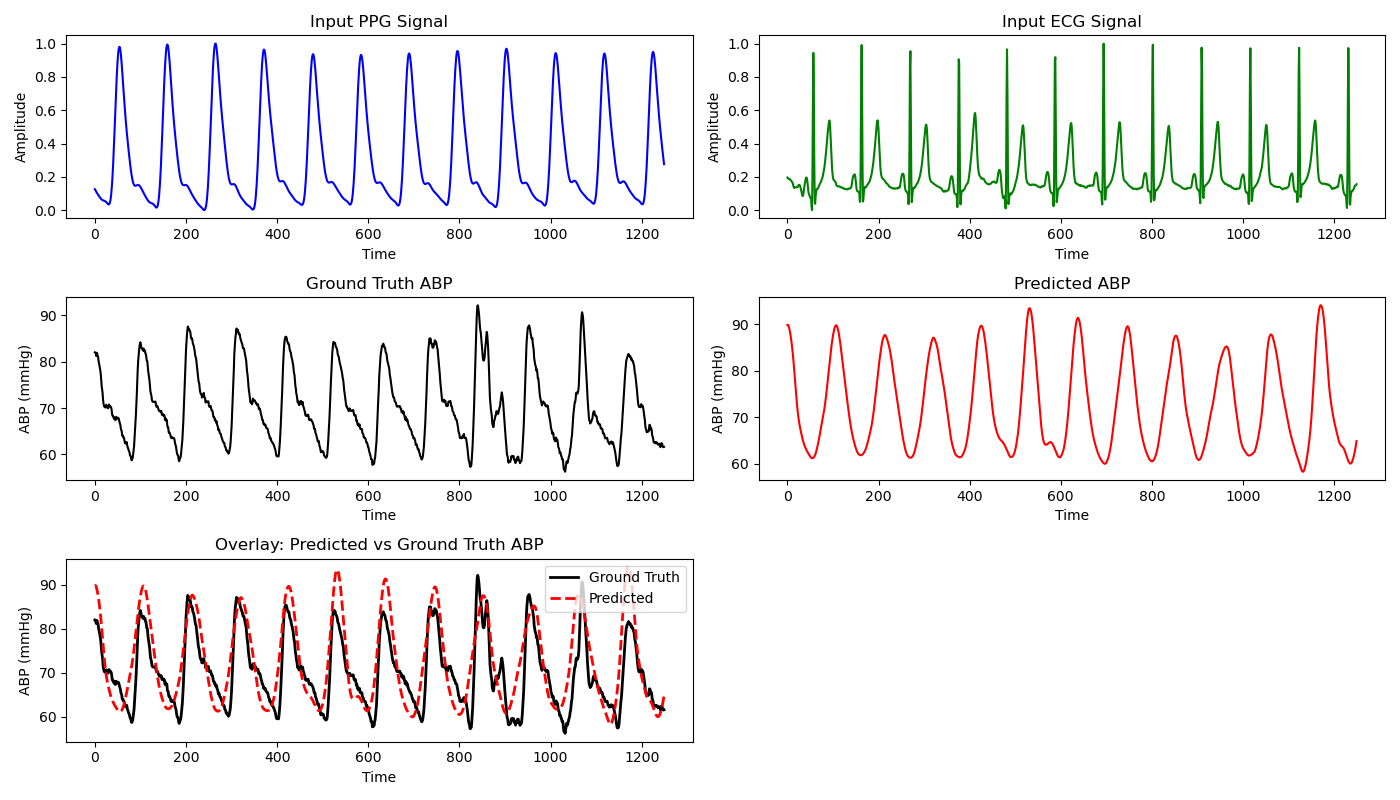 Input PPG Signal
Amplitude
1.0
0.8
0.6
0.4
0.2
0.0
0 200 400 600 800 1000 1200
Time
Input ECG Signal
Amplitude
1.0
0.8
0.6
0.4
0.2
0.0
0 200 400 600 800 1000 1200
Time
Ground Truth ABP
ABP (mmHg)
90
80
70
60
0 200 400 600 800 1000 1200
Time
Predicted ABP
ABP (mmHg)
90
80
70
60
0 200 400 600 800 1000 1200
Time
Overlay: Predicted vs Ground Truth ABP
ABP (mmHg)
90
80
70
60
Ground Truth
Predicted
0 200 400 600 800 1000 1200
Time